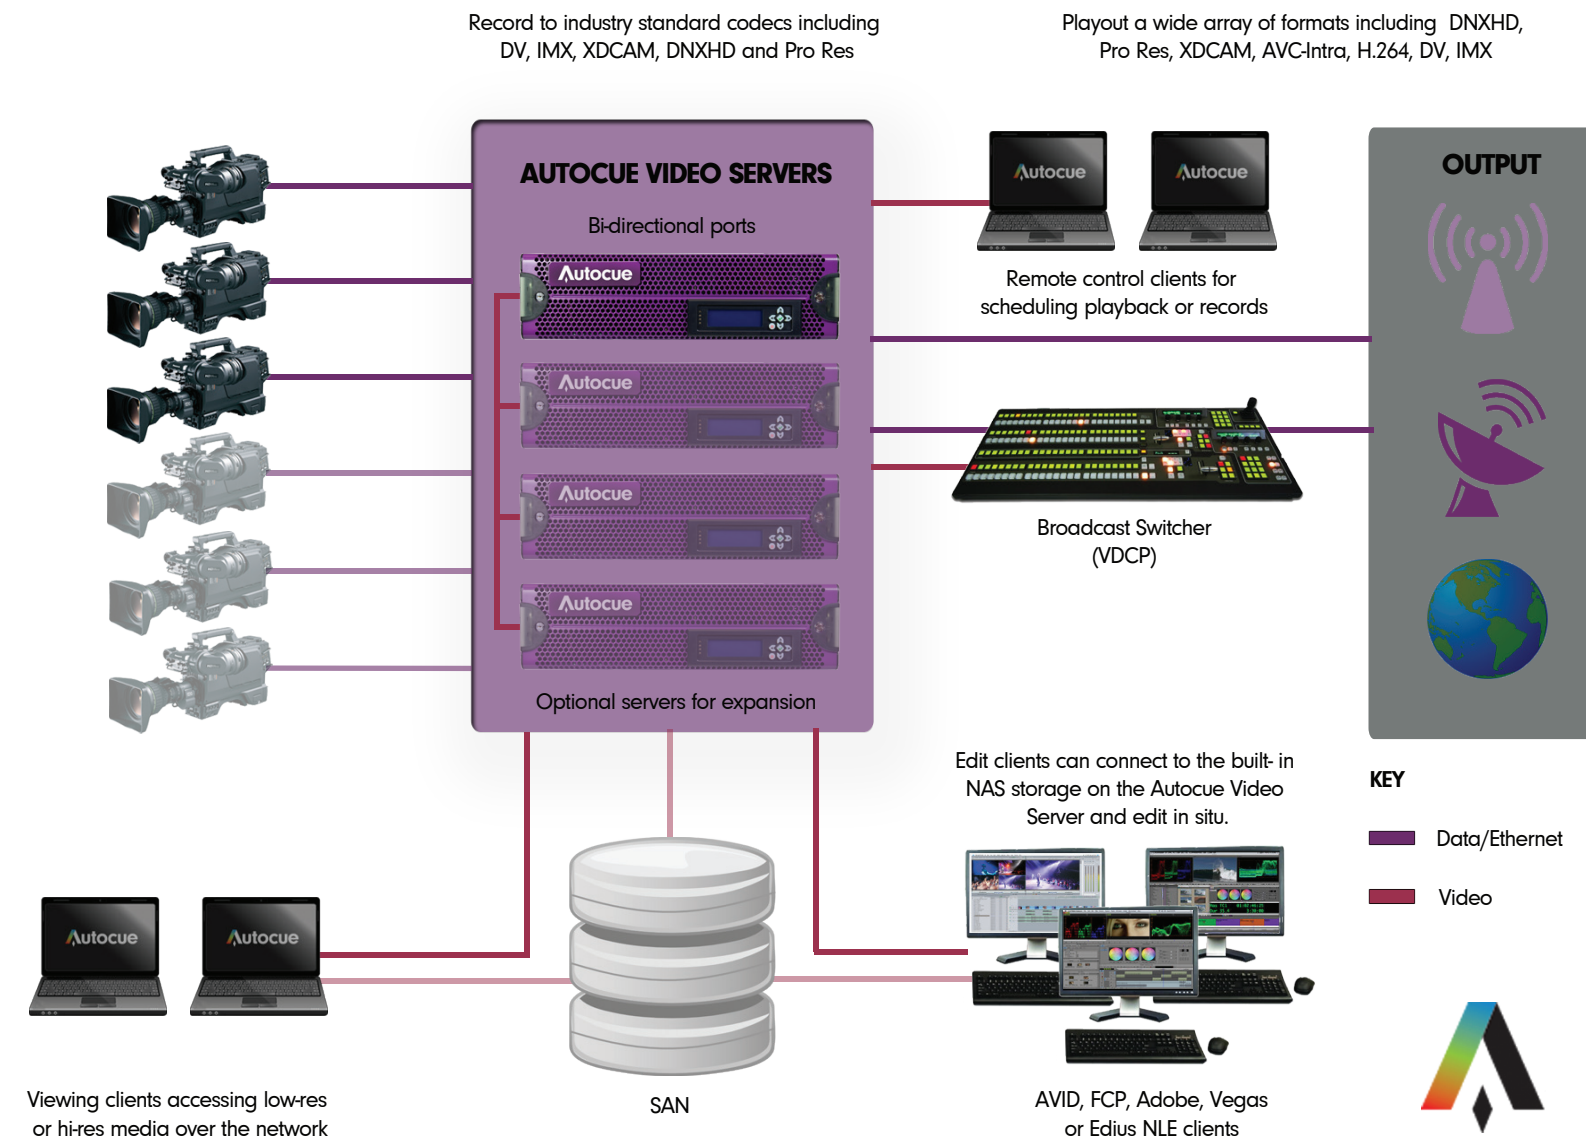 Record to industry standard codecs including
DV, IMX, XDCAM, DNXHD and Pro Res
Playout a wide array of formats including DNXHD,
Pro Res, XDCAM, AVC-Intra, H.264, DV, IMX
AUTOCUE VIDEO SERVERS
Bi-directional ports
Autocue
Autocue
Autocue
Autocue
Optional servers for expansion
Autocue
Autocue
Remote control clients for
scheduling playback or records
Broadcast Switcher
(VDCP)
OUTPUT
Edit clients can connect to the built- in
NAS storage on the Autocue Video
Server and edit in situ.
KEY
Data/Ethernet
Video
Autocue
Autocue
Viewing clients accessing low-res
or hi-res media over the network
SAN
AVID, FCP, Adobe, Vegas
or Edius NLE clients